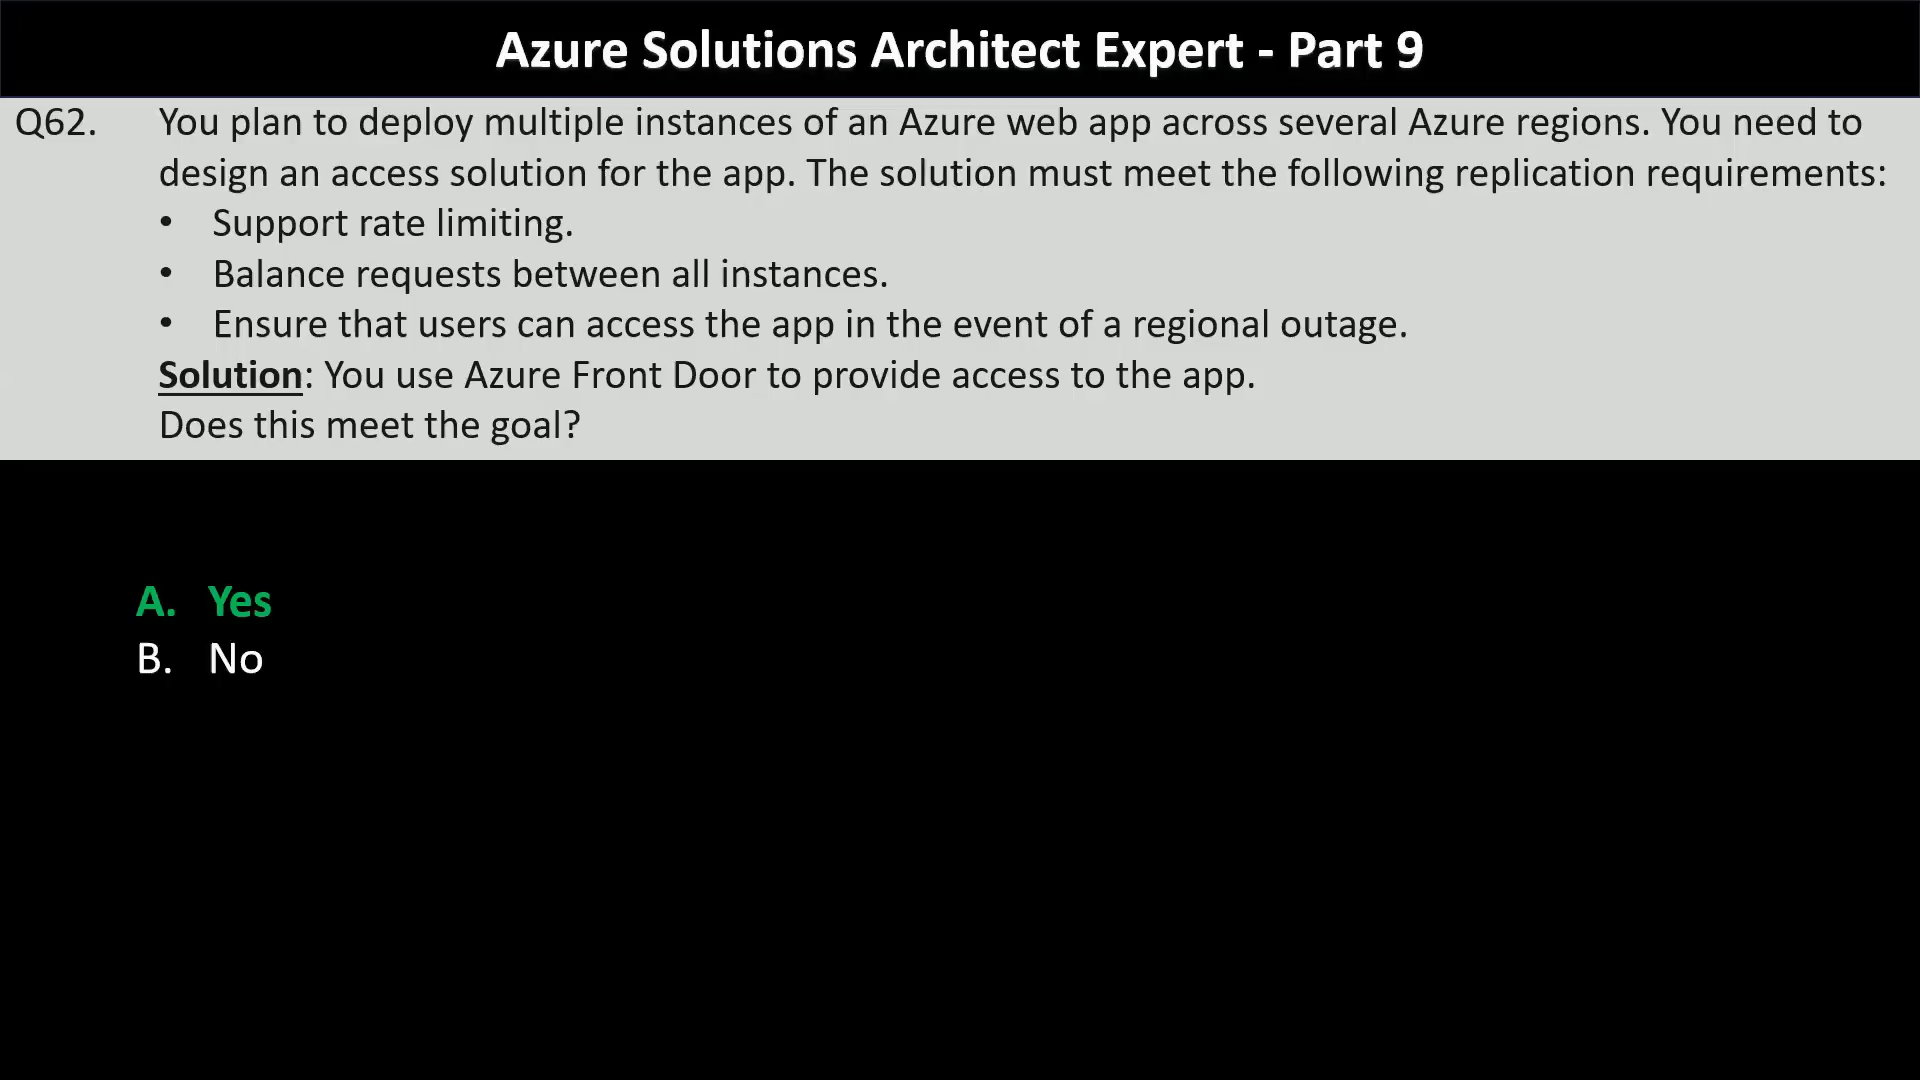 Azure Solutions Architect Expert - Part 9
Q62. You plan to deploy multiple instances of an Azure web app across several Azure regions. You need to
design an access solution for the app. The solution must meet the following replication requirements:
• Support rate limiting.
• Balance requests between all instances.
• Ensure that users can access the app in the event of a regional outage.
Solution: You use Azure Front Door to provide access to the app.
Does this meet the goal?
A. Yes
B. No